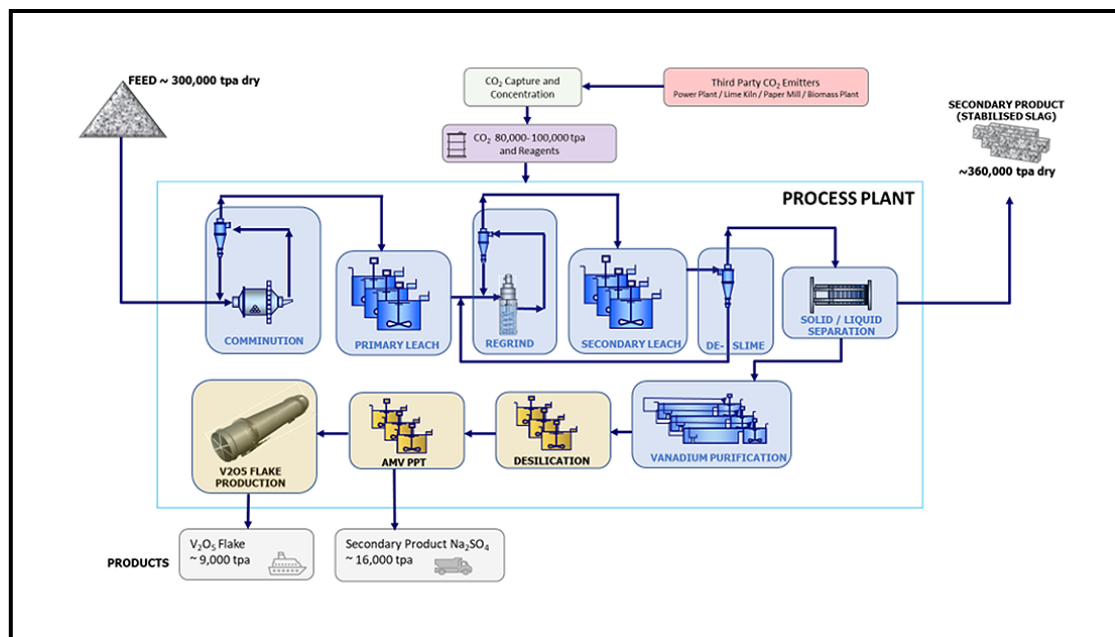 FEED ~ 300,000 tpa dry
CO₂ Capture and
Concentration
Third Party CO₂ Emitters
Power Plant / Lime Kiln / Paper Mill / Biomass Plant
SECONDARY PRODUCT
(STABILISED SLAG)
CO₂ 80,000-100,000 tpa
and Reagents
~360,000 tpa dry
PROCESS PLANT
COMMINUTION
PRIMARY LEACH
REGRIND
SECONDARY LEACH
DE- SLIME
SOLID / LIQUID
SEPARATION
V2O5 FLAKE
PRODUCTION
AMV PPT
DESILICATION
VANADIUM PURIFICATION
PRODUCTS
V₂O₅ Flake
~ 9,000 tpa
Secondary Product Na₂SO₄
~ 16,000 tpa